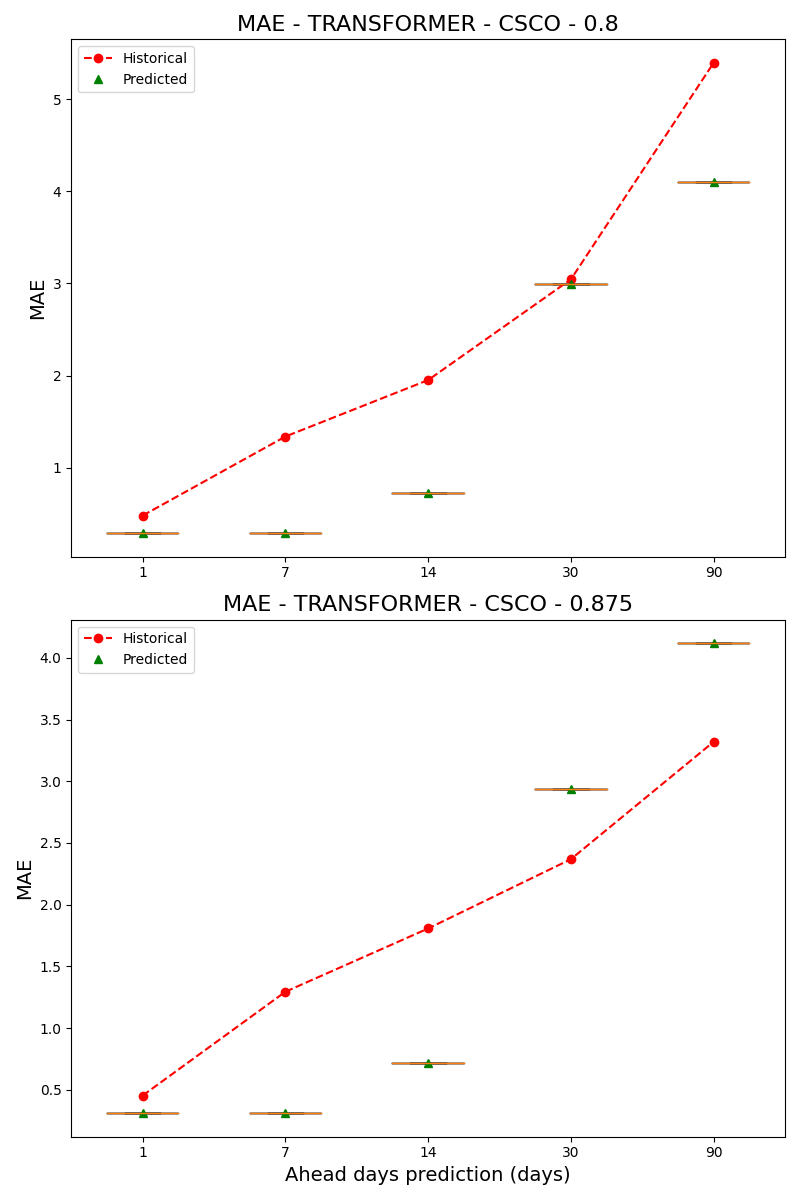 MAE - TRANSFORMER - CSCO - 0.8
Historical
Predicted
5
4
3
2
1
MAE
1 7 14 30 90
MAE - TRANSFORMER - CSCO - 0.875
Historical
Predicted
4.0
3.5
3.0
2.5
2.0
1.5
1.0
0.5
MAE
1 7 14 30 90
Ahead days prediction (days)